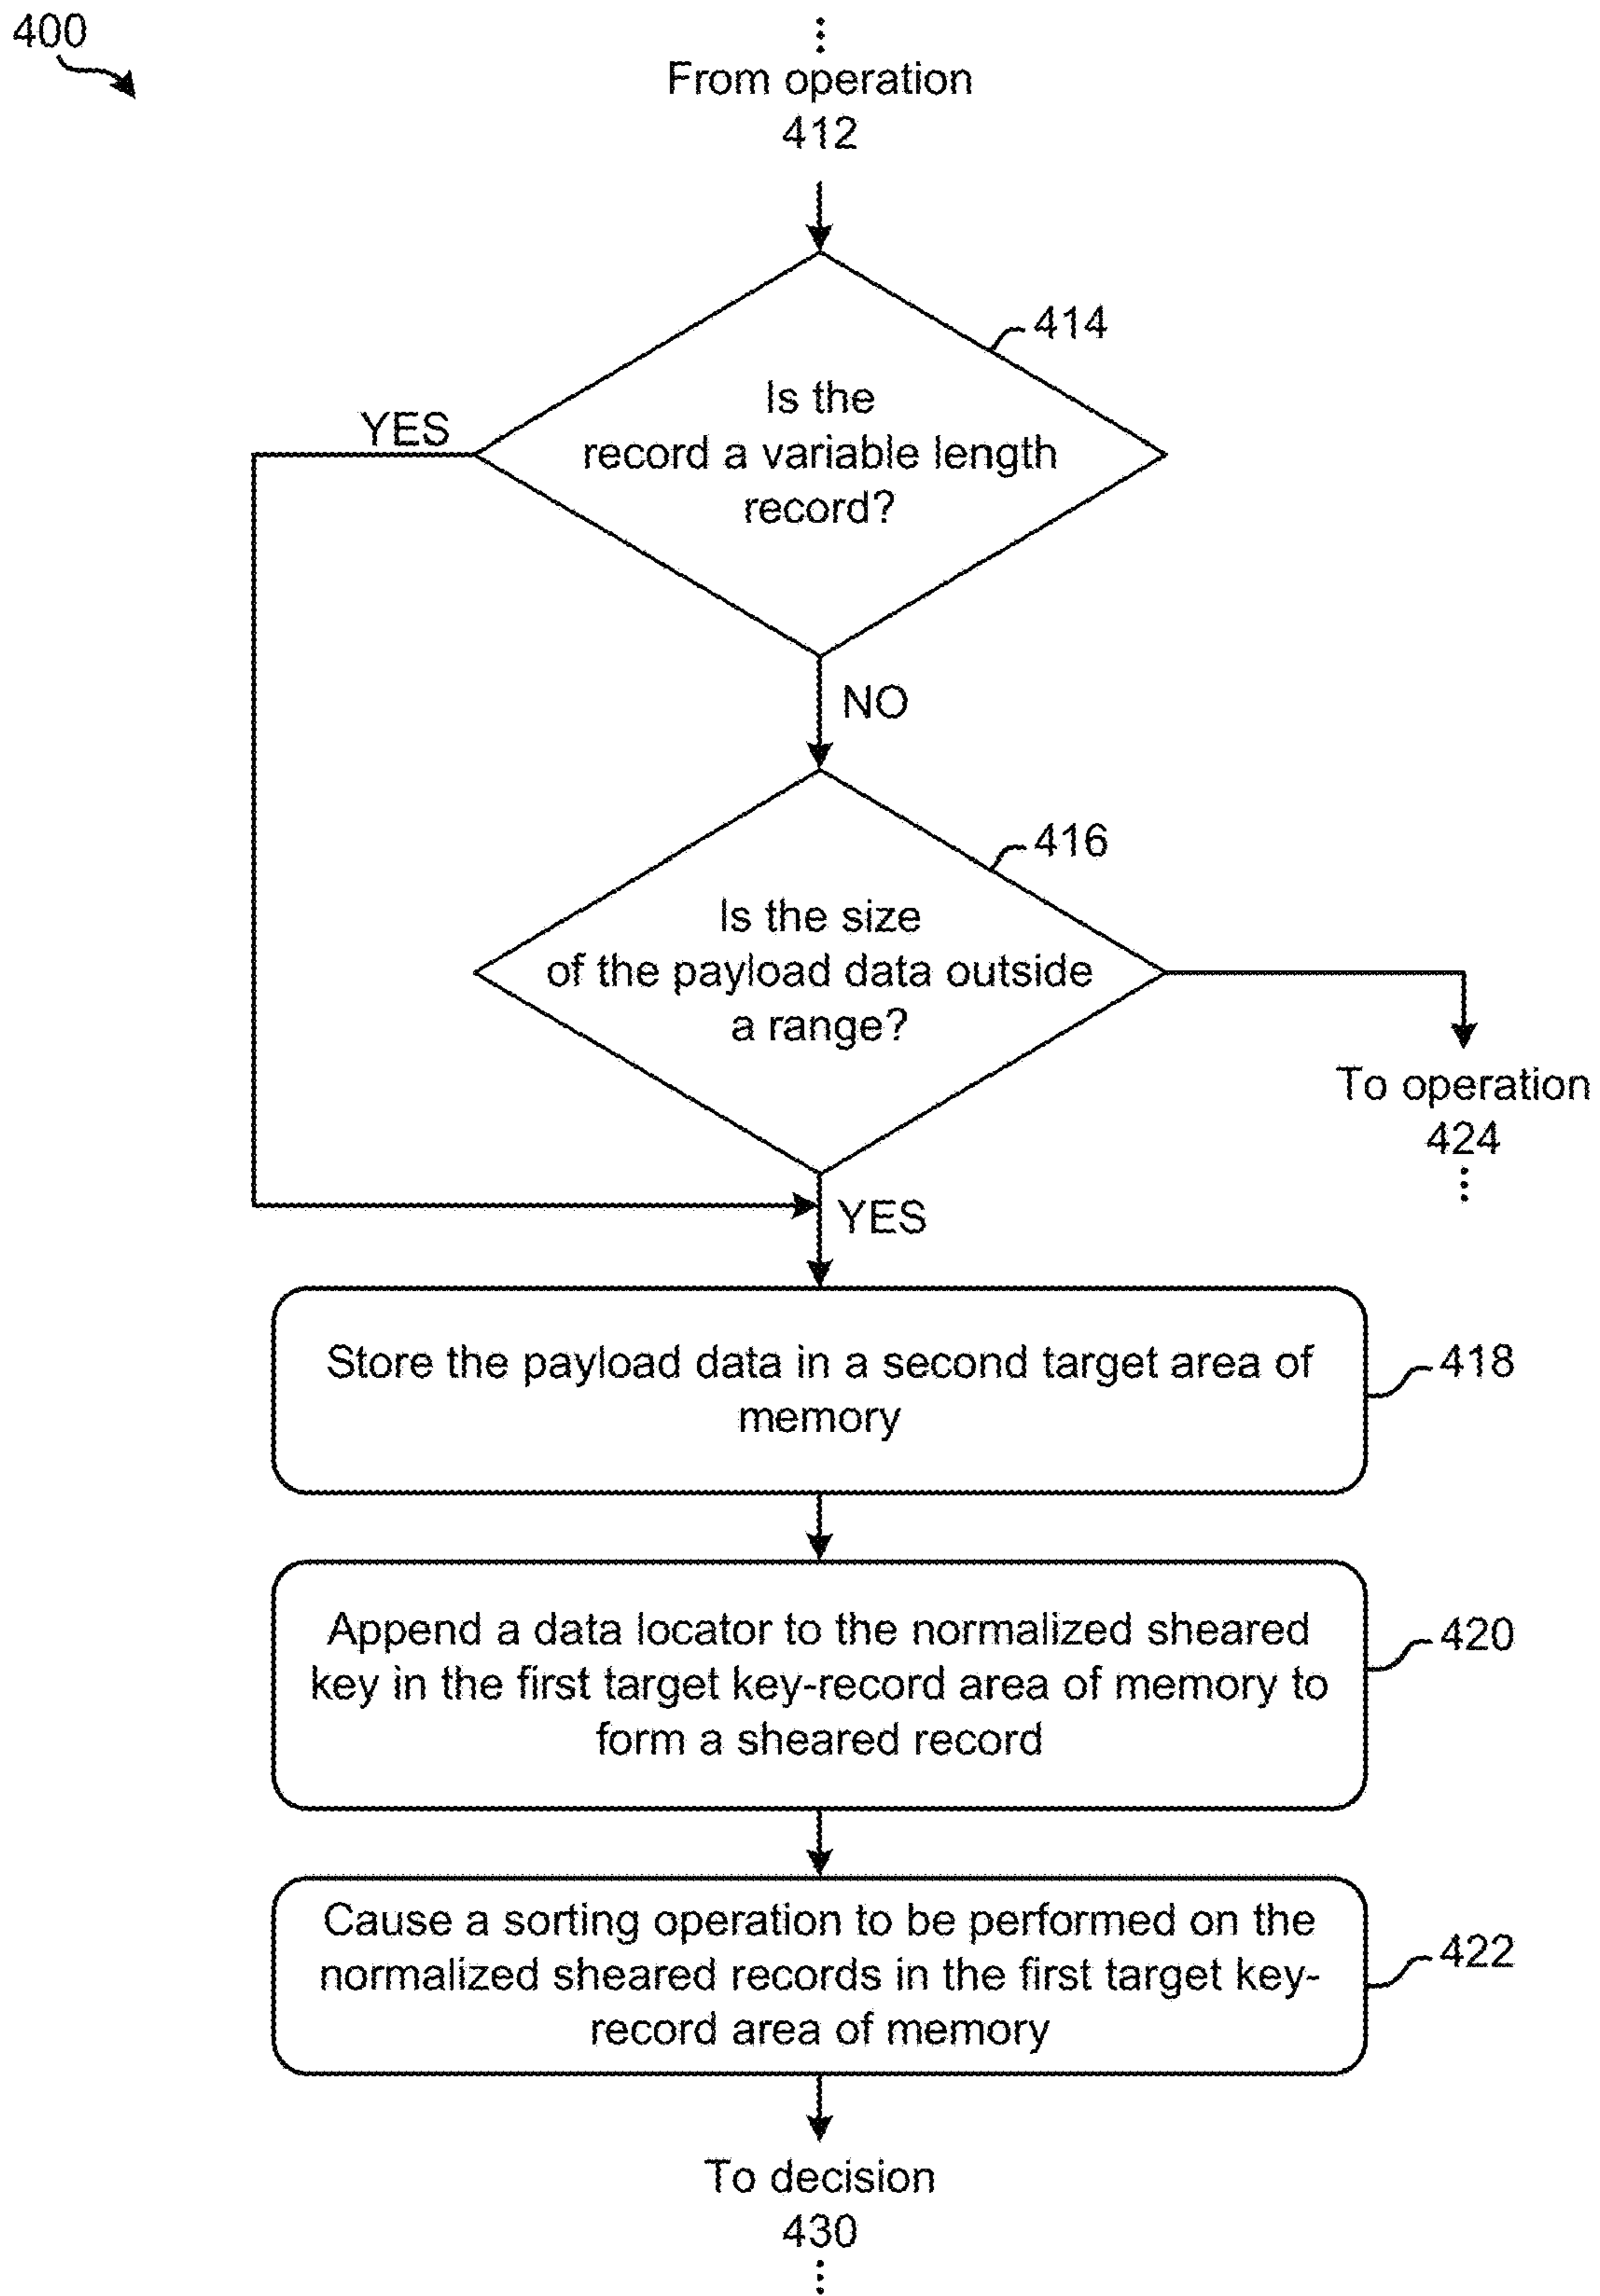 400
From operation
412
414
Is the
record a variable length
record?
YES
NO
416
Is the size
of the payload data outside
a range?
To operation
424
YES
Store the payload data in a second target area of
memory
418
Append a data locator to the normalized sheared
key in the first target key-record area of memory to
form a sheared record
420
Cause a sorting operation to be performed on the
normalized sheared records in the first target key-
record area of memory
422
To decision
430